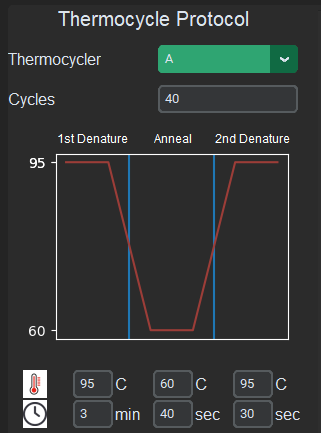 Thermocycle Protocol
Thermocycler A
Cycles 40
1st Denature Anneal 2nd Denature
95
60
95 C 60 C 95 C
3 min 40 sec 30 sec